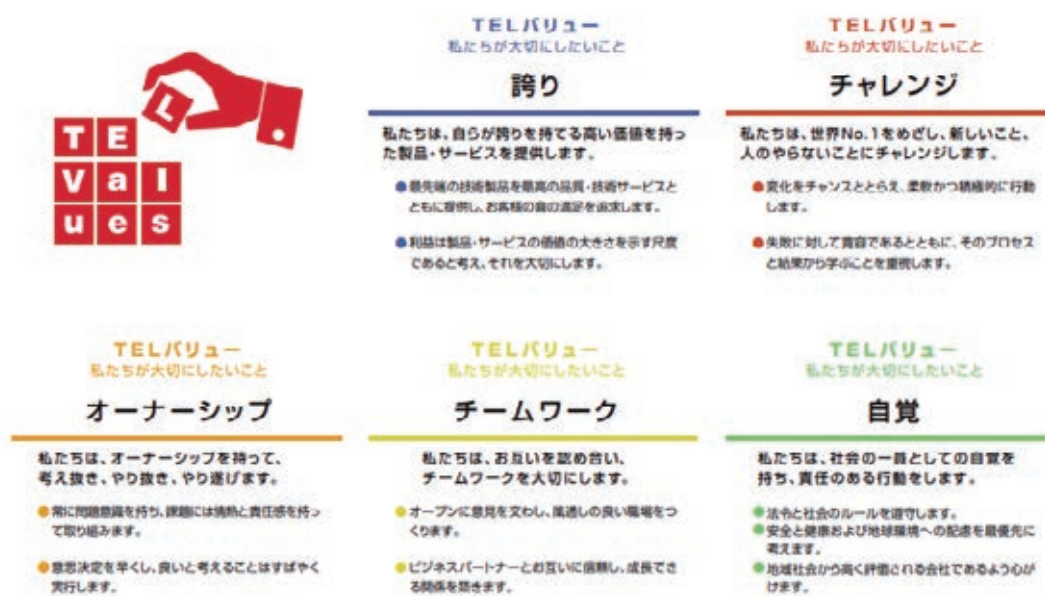 T E L
Val
ues
TELバリュー
私たちが大切にしたいこと
誇り
私たちは、自らが誇りを持てる高い価値を持っ
た製品・サービスを提供します。
●最先端の技術製品を最高の品質・技術サービスと
ともに提供し、お客様の真の満足を追求します。
●利益は製品・サービスの価値の大きさを示す尺度
であると考え、それを大切にします。
TELバリュー
私たちが大切にしたいこと
チャレンジ
私たちは、世界No.1をめざし、新しいこと、
人のやらないことにチャレンジします。
●変化をチャンスととらえ、柔軟かつ積極的に行動
します。
●失敗に対して寛容であるとともに、そのプロセス
と結果から学ぶことを重視します。
TELバリュー
私たちが大切にしたいこと
オーナーシップ
私たちは、オーナーシップを持って、
考え抜き、やり抜き、やり遂げます。
●常に問題意識を持ち、課題には情熱と責任感を持っ
て取り組みます。
●意思決定を早くし、良いと考えることはすばやく
実行します。
TELバリュー
私たちが大切にしたいこと
チームワーク
私たちは、お互いを認め合い、
チームワークを大切にします。
●オープンに意見を交わし、風通しの良い職場をつ
くります。
●ビジネスパートナーとお互いに信頼し、成長でき
る関係を築きます。
TELバリュー
私たちが大切にしたいこと
自覚
私たちは、社会の一員としての自覚を
持ち、責任のある行動をします。
●法令と社会のルールを遵守します。
●安全と健康および地球環境への配慮を最優先に
考えます。
●地域社会から高く評価される会社であるよう心が
けます。